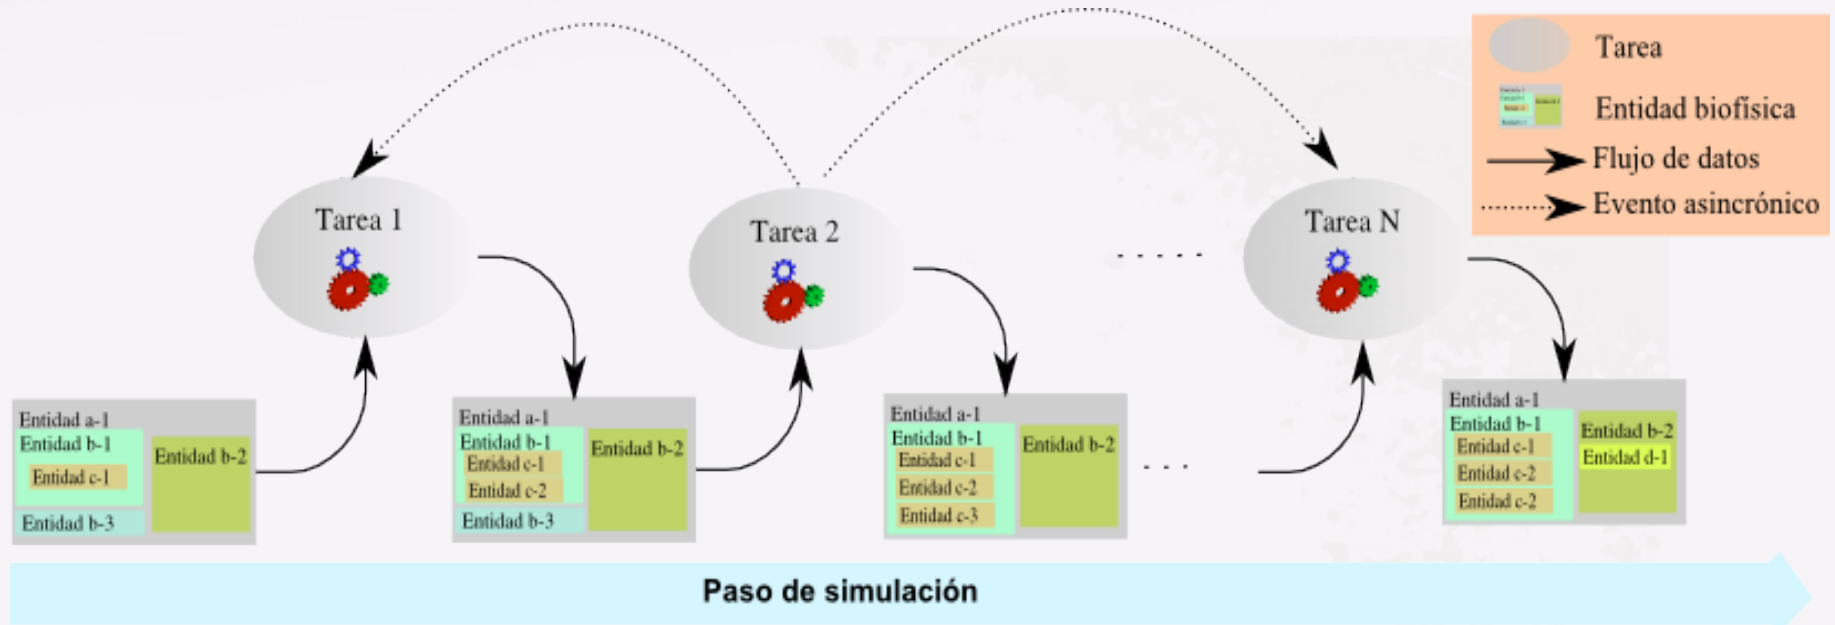 Tarea
Entidad biofísica
Flujo de datos
Evento asincrónico
Tarea 1
Tarea 2
Tarea N
Entidad a-1
Entidad b-1
Entidad c-1
Entidad b-2
Entidad b-3
Entidad a-1
Entidad b-1
Entidad c-1
Entidad c-2
Entidad b-2
Entidad b-3
Entidad a-1
Entidad b-1
Entidad c-1
Entidad c-2
Entidad c-3
Entidad b-2
Entidad a-1
Entidad b-1
Entidad c-1
Entidad c-2
Entidad c-2
Entidad b-2
Entidad d-1
Paso de simulación